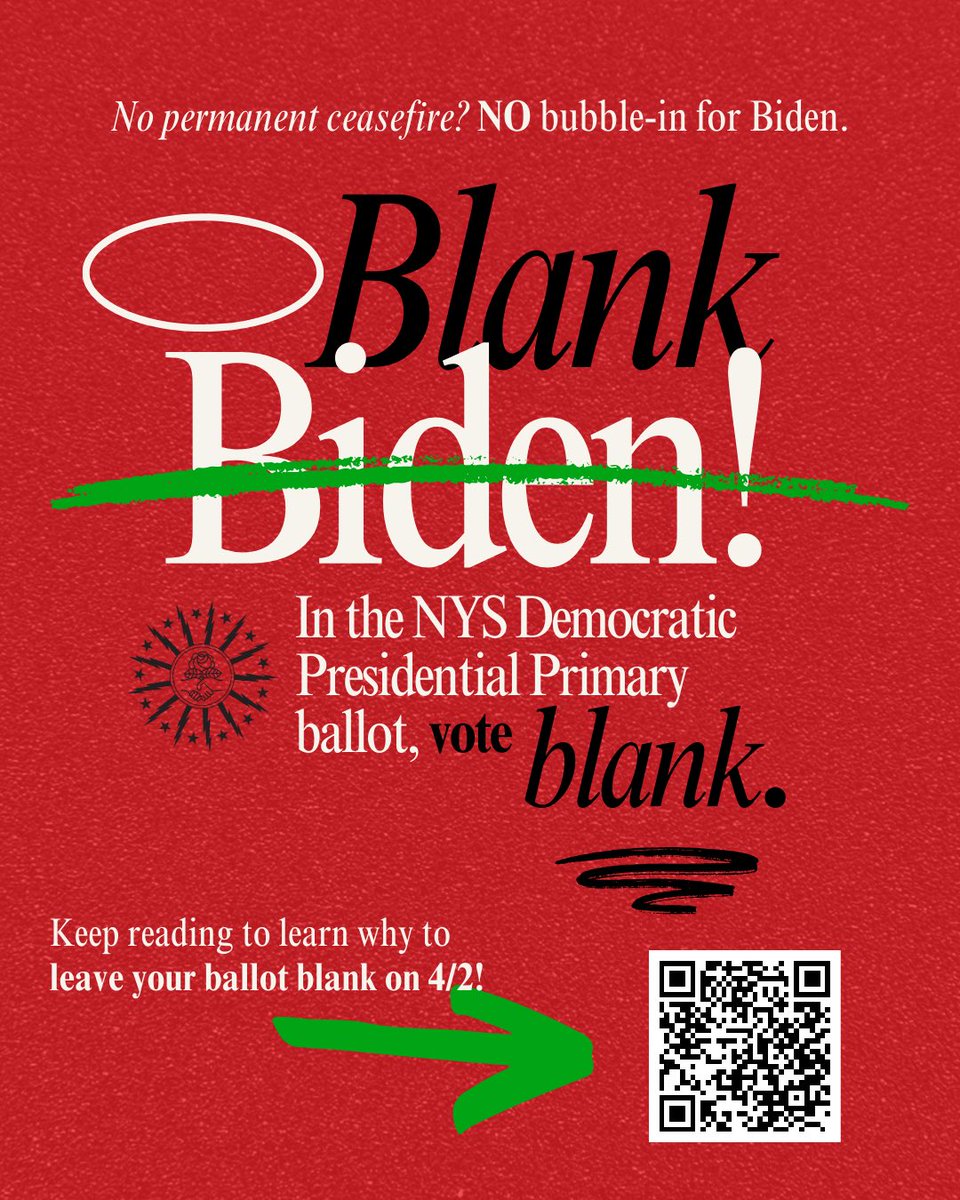 No permanent ceasefire? NO bubble-in for Biden.
Blank
Biden!
In the NYS Democratic
Presidential Primary
ballot, vote blank.
Keep reading to learn why to
leave your ballot blank on 4/2!